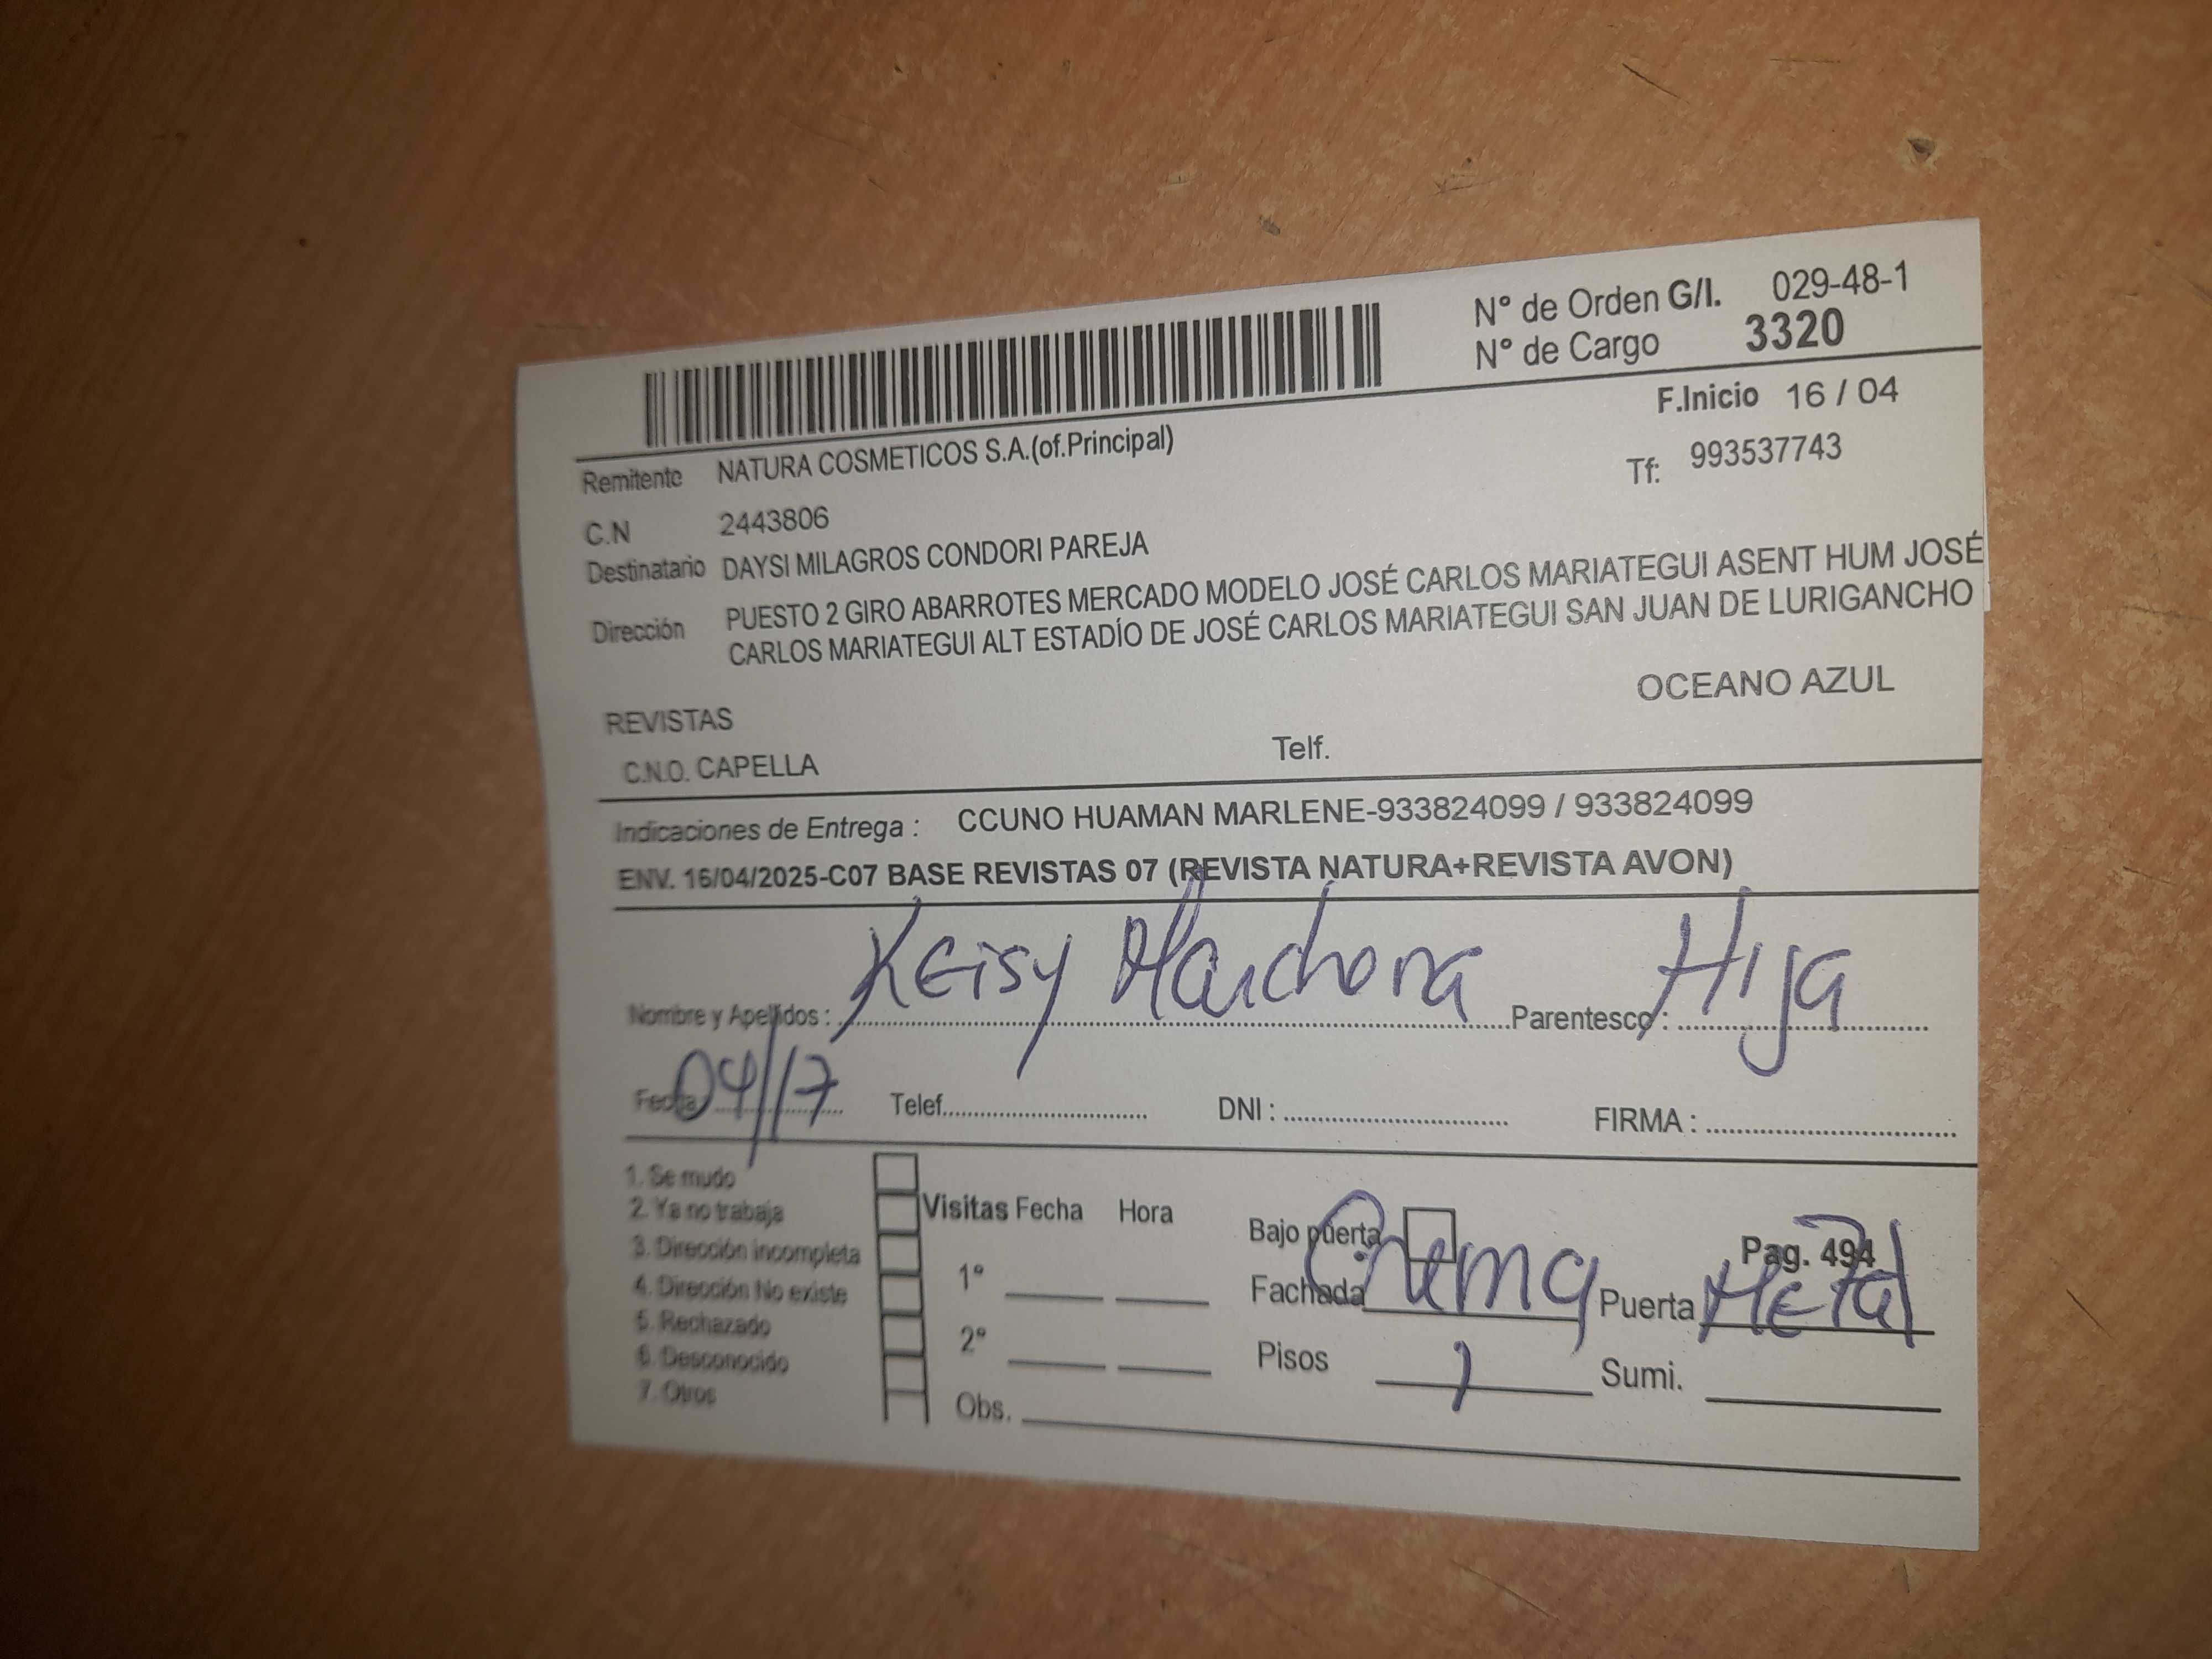 N° de Orden G/I. 029-48-1
N° de Cargo 3320
F.Inicio 16 / 04
Remitente NATURA COSMETICOS S.A.(of.Principal)
Tf: 993537743
C.N 2443806
Destinatario DAYSI MILAGROS CONDORI PAREJA
Dirección PUESTO 2 GIRO ABARROTES MERCADO MODELO JOSÉ CARLOS MARIATEGUI ASENT HUM JOSÉ
CARLOS MARIATEGUI ALT ESTADÍO DE JOSÉ CARLOS MARIATEGUI SAN JUAN DE LURIGANCHO
OCEANO AZUL
REVISTAS
C.N.O. CAPELLA Telf.
Indicaciones de Entrega : CCUNO HUAMAN MARLENE-933824099 / 933824099
ENV. 16/04/2025-C07 BASE REVISTAS 07 (REVISTA NATURA+REVISTA AVON)
Nombre y Apellidos : Keisy Parentesco : Hija
Fecha 04/17 Telef. DNI : FIRMA :
1. Se mudo
2. Ya no trabaja
3. Dirección incompleta
4. Dirección No existe
5. Rechazado
6. Desconocido
7. Otros
Visitas Fecha Hora
1°
2°
Obs.
Bajo puerta Pag. 494
Fachada Crema Puerta Metal
Pisos 1 Sumi.